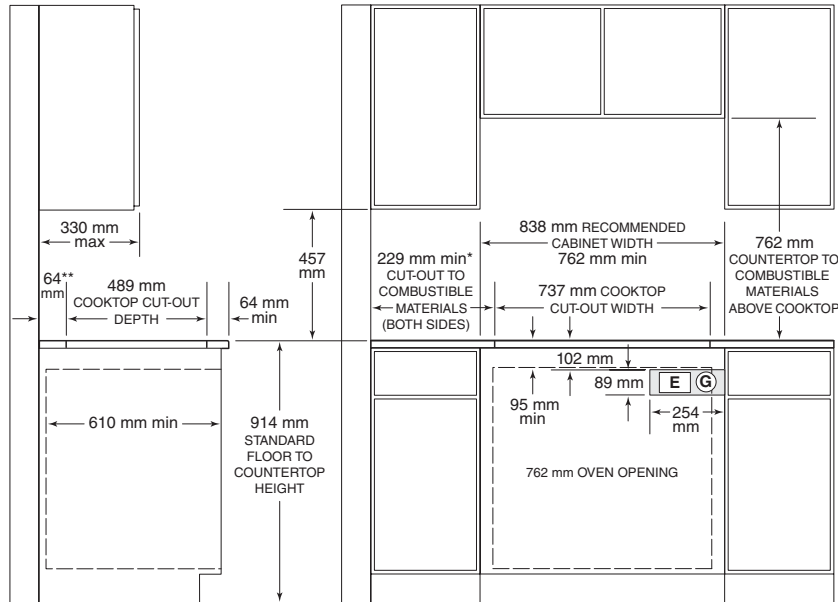 330 mm
max
64**
mm
489 mm
COOKTOP CUT-OUT
DEPTH
64 mm
min
610 mm min
914 mm
STANDARD
FLOOR TO
COUNTERTOP
HEIGHT
457
mm
838 mm RECOMMENDED
CABINET WIDTH
762 mm min
229 mm min*
CUT-OUT TO
COMBUSTIBLE
MATERIALS
(BOTH SIDES)
737 mm COOKTOP
CUT-OUT WIDTH
762 mm
COUNTERTOP TO
COMBUSTIBLE
MATERIALS
ABOVE COOKTOP
102 mm
89 mm
E
G
95 mm
min
254
mm
762 mm OVEN OPENING